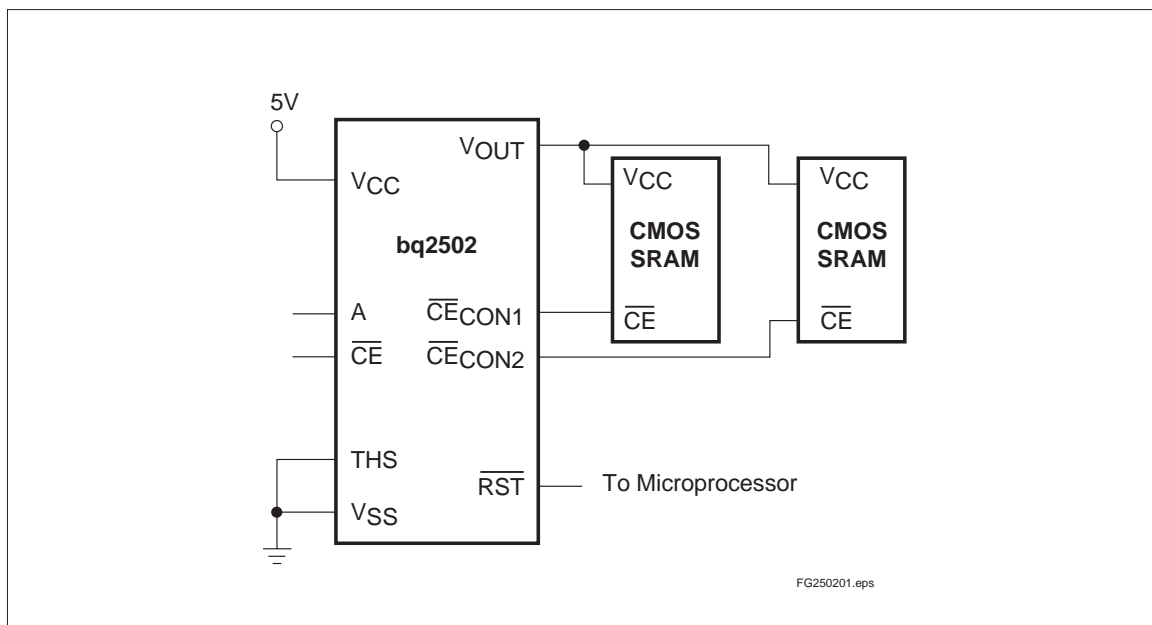 5V
VCC
bq2502
A
CE
THS
VSS
VOUT
CECON1
CECON2
RST
VCC
CMOS
SRAM
CE
VCC
CMOS
SRAM
CE
To Microprocessor
FG250201.eps